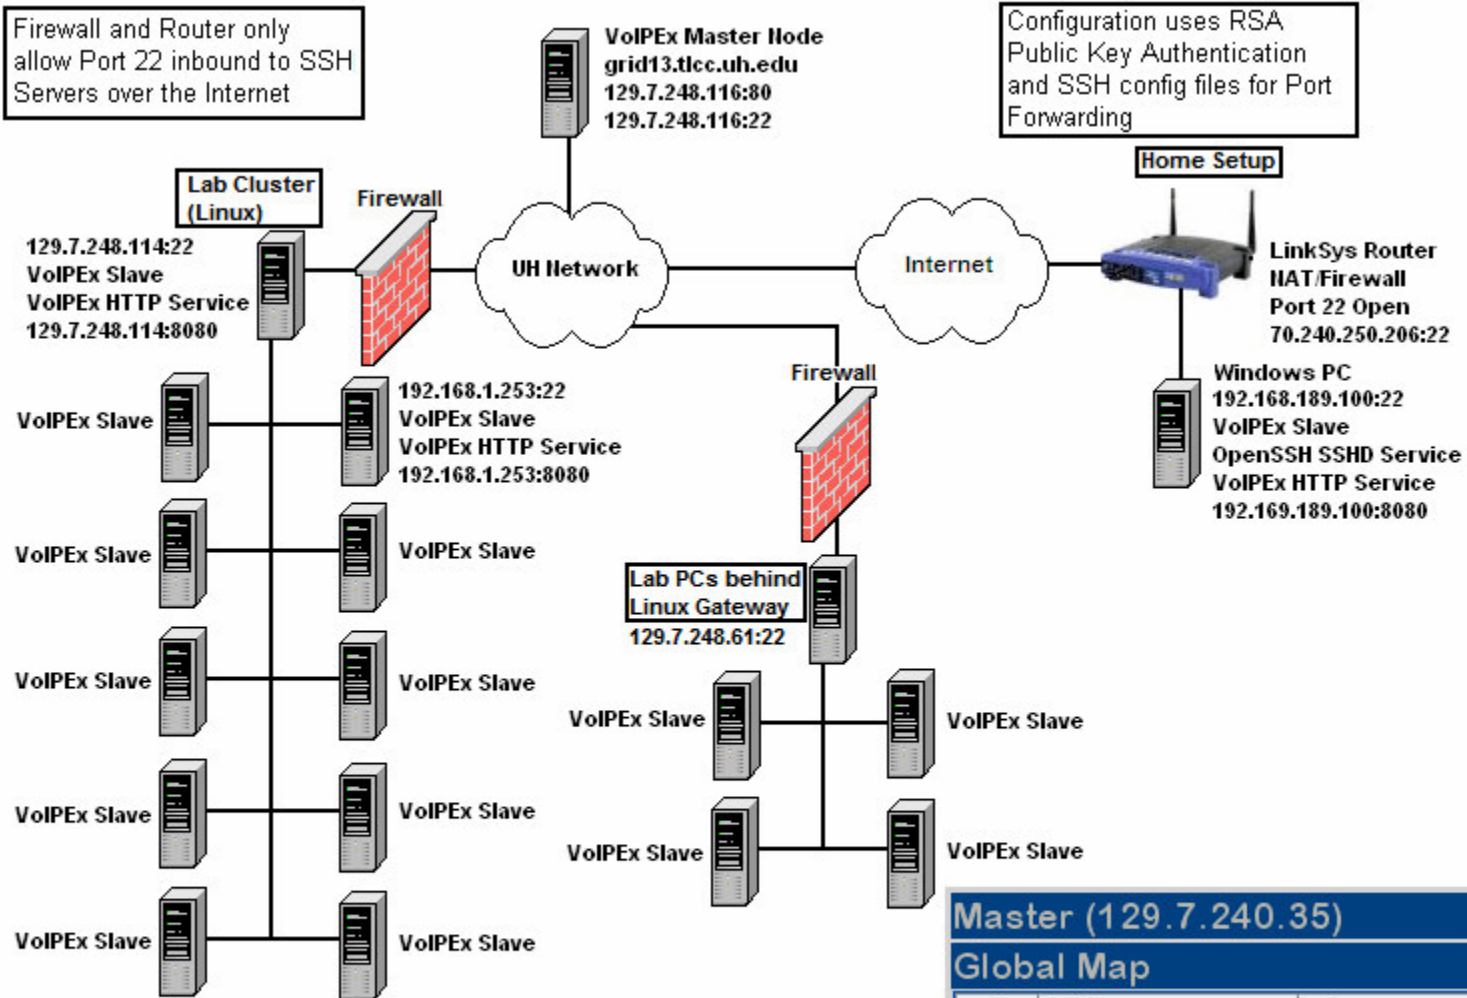 Firewall and Router only
allow Port 22 inbound to SSH
Servers over the Internet
VoIPEx Master Node
grid13.tlcc.uh.edu
129.7.248.116:80
129.7.248.116:22
Configuration uses RSA
Public Key Authentication
and SSH config files for Port
Forwarding
Home Setup
Lab Cluster
(Linux)
Firewall
129.7.248.114:22
VoIPEx Slave
VoIPEx HTTP Service
129.7.248.114:8080
UH Network
Internet
LinkSys Router
NAT/Firewall
Port 22 Open
70.240.250.206:22
Firewall
Windows PC
192.168.189.100:22
VoIPEx Slave
OpenSSH SSHD Service
VoIPEx HTTP Service
192.169.189.100:8080
VoIPEx Slave
192.168.1.253:22
VoIPEx Slave
VoIPEx HTTP Service
192.168.1.253:8080
VoIPEx Slave
VoIPEx Slave
Lab PCs behind
Linux Gateway
129.7.248.61:22
VoIPEx Slave
VoIPEx Slave
VoIPEx Slave
VoIPEx Slave
VoIPEx Slave
VoIPEx Slave
VoIPEx Slave
VoIPEx Slave
VoIPEx Slave
VoIPEx Slave
Master (129.7.240.35)
Global Map